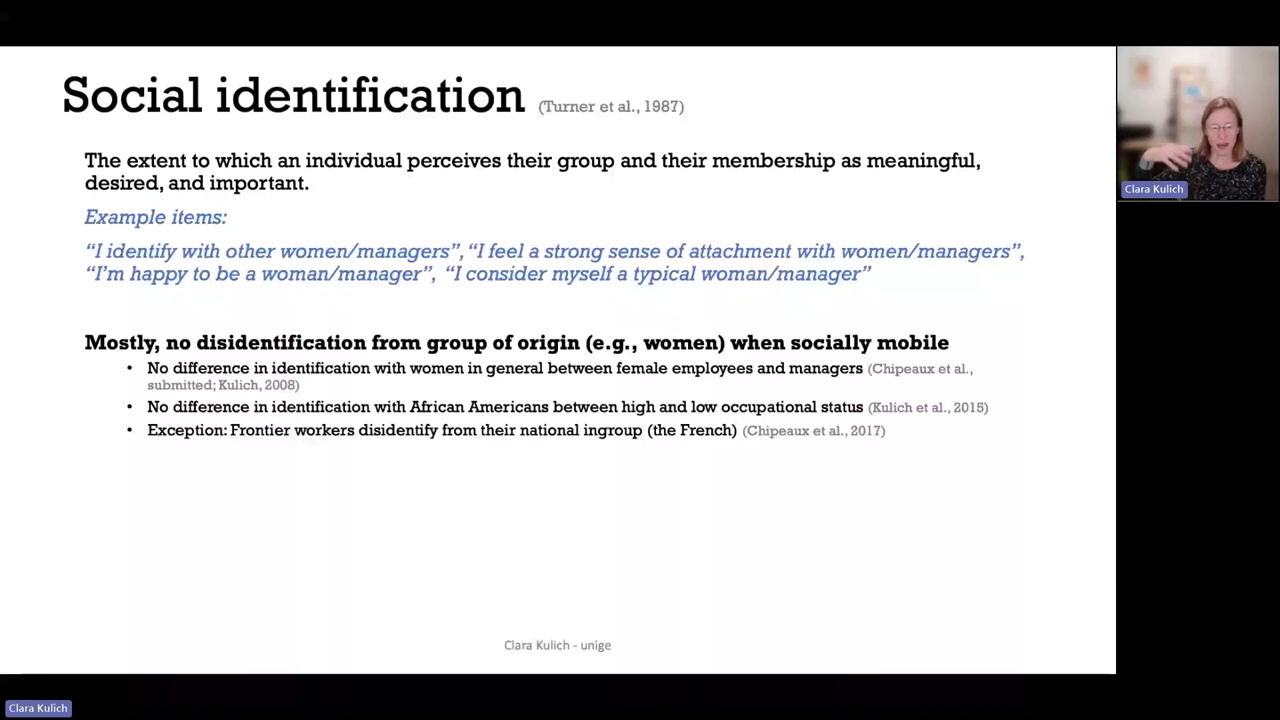 Social identification (Turner et al., 1987)
The extent to which an individual perceives their group and their membership as meaningful,
desired, and important.
Example items:
“I identify with other women/managers”, “I feel a strong sense of attachment with women/managers”,
“I’m happy to be a woman/manager”, “I consider myself a typical woman/manager”
Mostly, no disidentification from group of origin (e.g., women) when socially mobile
• No difference in identification with women in general between female employees and managers (Chipeaux et al.,
submitted; Kulich, 2008)
• No difference in identification with African Americans between high and low occupational status (Kulich et al., 2015)
• Exception: Frontier workers disidentify from their national ingroup (the French) (Chipeaux et al., 2017)
Clara Kulich - unige
Clara Kulich
Clara Kulich